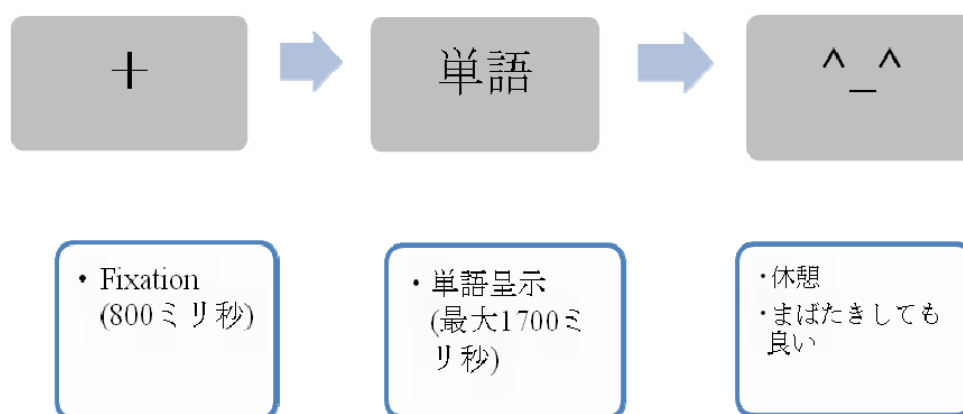 +
単語
^_^
・Fixation
(800ミリ秒)
・単語呈示
(最大1700ミ
リ秒)
・休憩
・まばたきしても
良い